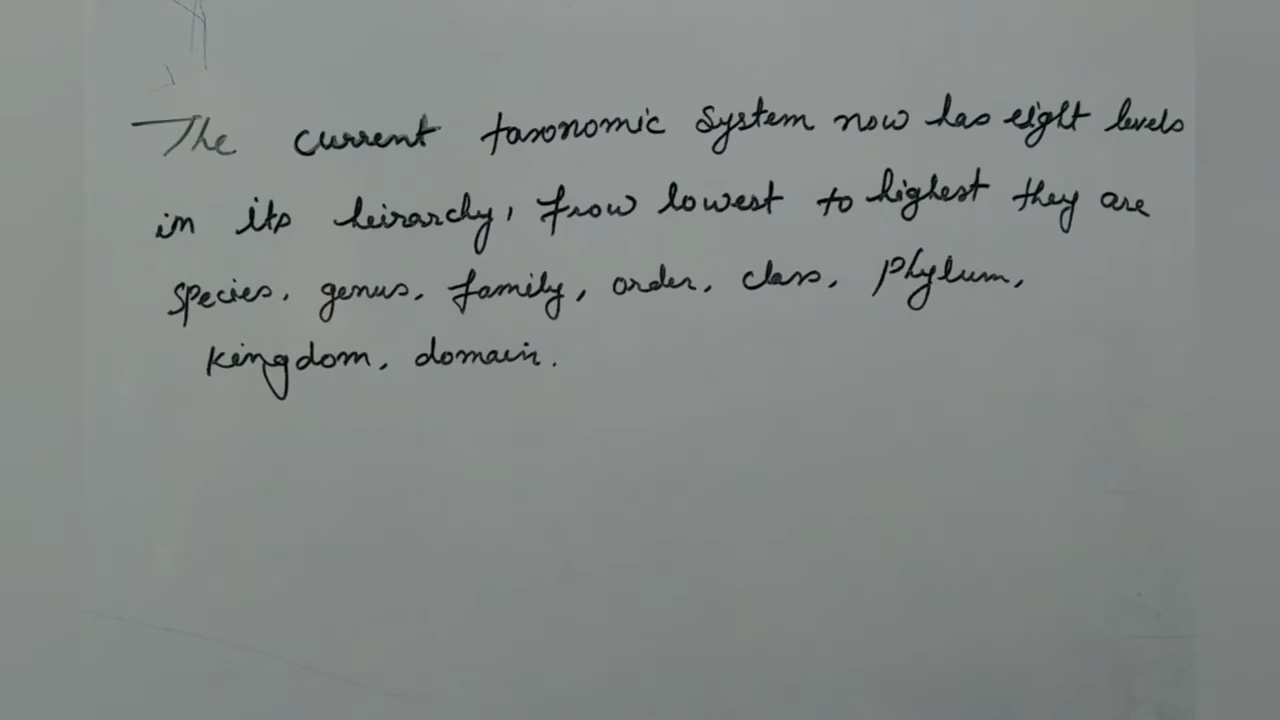 The current taxonomic system now has eight levels
in its heirarchy, from lowest to highest they are
species, genus, family, order, class, phylum,
kingdom, domain.